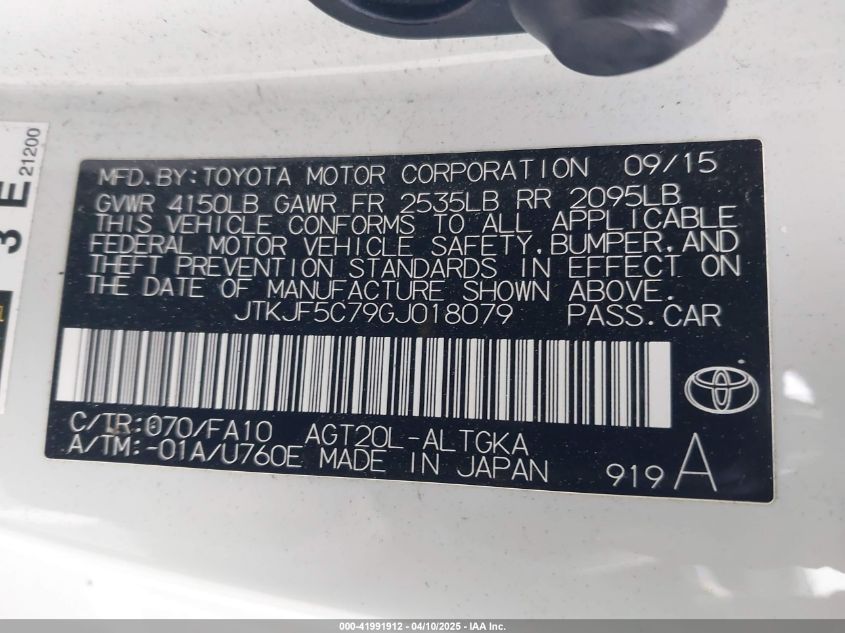 MFD.BY:TOYOTA MOTOR CORPORATION 09/15
GVWR 4150LB GAWR FR 2535LB RR 2095LB
THIS VEHICLE CONFORMS TO ALL APPLICABLE
FEDERAL MOTOR VEHICLE SAFETY,BUMPER,AND
THEFT PREVENTION STANDARDS IN EFFECT ON
THE DATE OF MANUFACTURE SHOWN ABOVE.
JTKJF5C79GJ018079 PASS.CAR
C/TR:070/FA10 AGT20L-ALTGKA
A/TM:-01A/U760E MADE IN JAPAN
919A
3E
21200
000-41991912 - 04/10/2025 - IAA Inc.